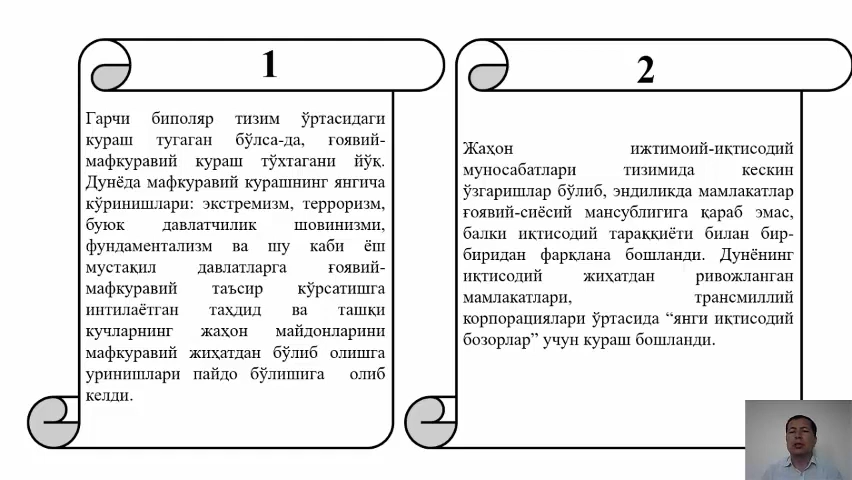 1
Гарчи биполяр тизим ўртасидаги
кураш тугаган бўлса-да, ғоявий-
мафкуравий кураш тўхтагани йўқ.
Дунёда мафкуравий курашнинг янгича
кўринишлари: экстремизм, терроризм,
буюк давлатчилик шовинизми,
фундаментализм ва шу каби ёш
мустақил давлатларга ғоявий-
мафкуравий таъсир кўрсатишга
интилаётган таҳдид ва ташқи
кучларнинг жаҳон майдонларини
мафкуравий жиҳатдан бўлиб олишга
уринишлари пайдо бўлишига олиб
келди.
2
Жаҳон ижтимоий-иқтисодий
муносабатлари тизимида кескин
ўзгаришлар бўлиб, эндиликда мамлакатлар
ғоявий-сиёсий мансублигига қараб эмас,
балки иқтисодий тараққиёти билан бир-
биридан фарқлана бошланди. Дунёнинг
иқтисодий жиҳатдан ривожланган
мамлакатлари, трансмиллий
корпорациялари ўртасида “янги иқтисодий
бозорлар” учун кураш бошланди.